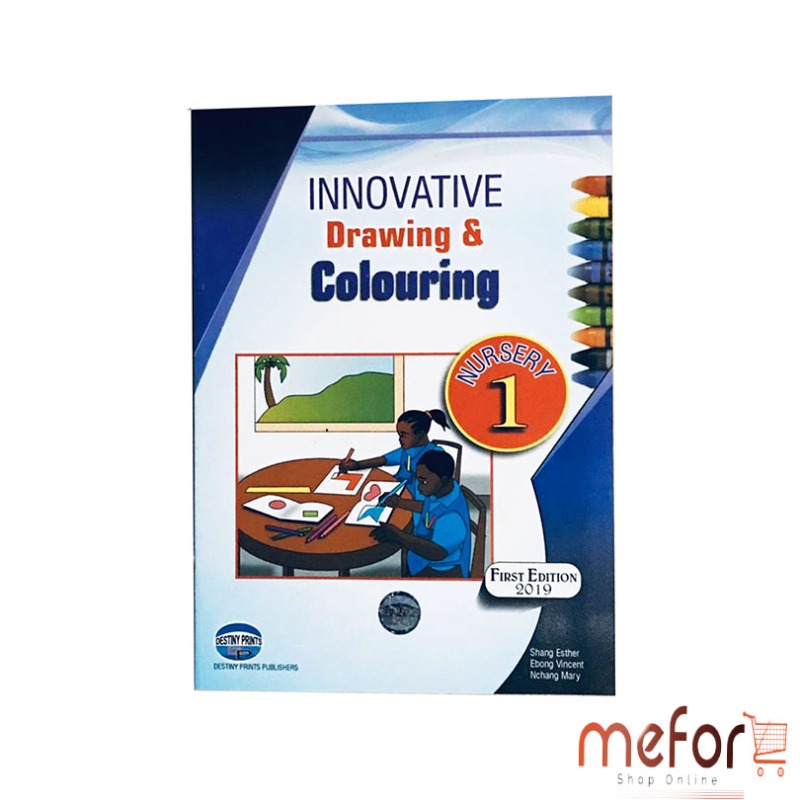 INNOVATIVE
Drawing &
Colouring
NURSERY
1
FIRST EDITION
2019
DESTINY PRINTS
DESTINY PRINTS PUBLISHERS
Shang Esther
Ebong Vincent
Nchang Mary
mefor
Shop Online